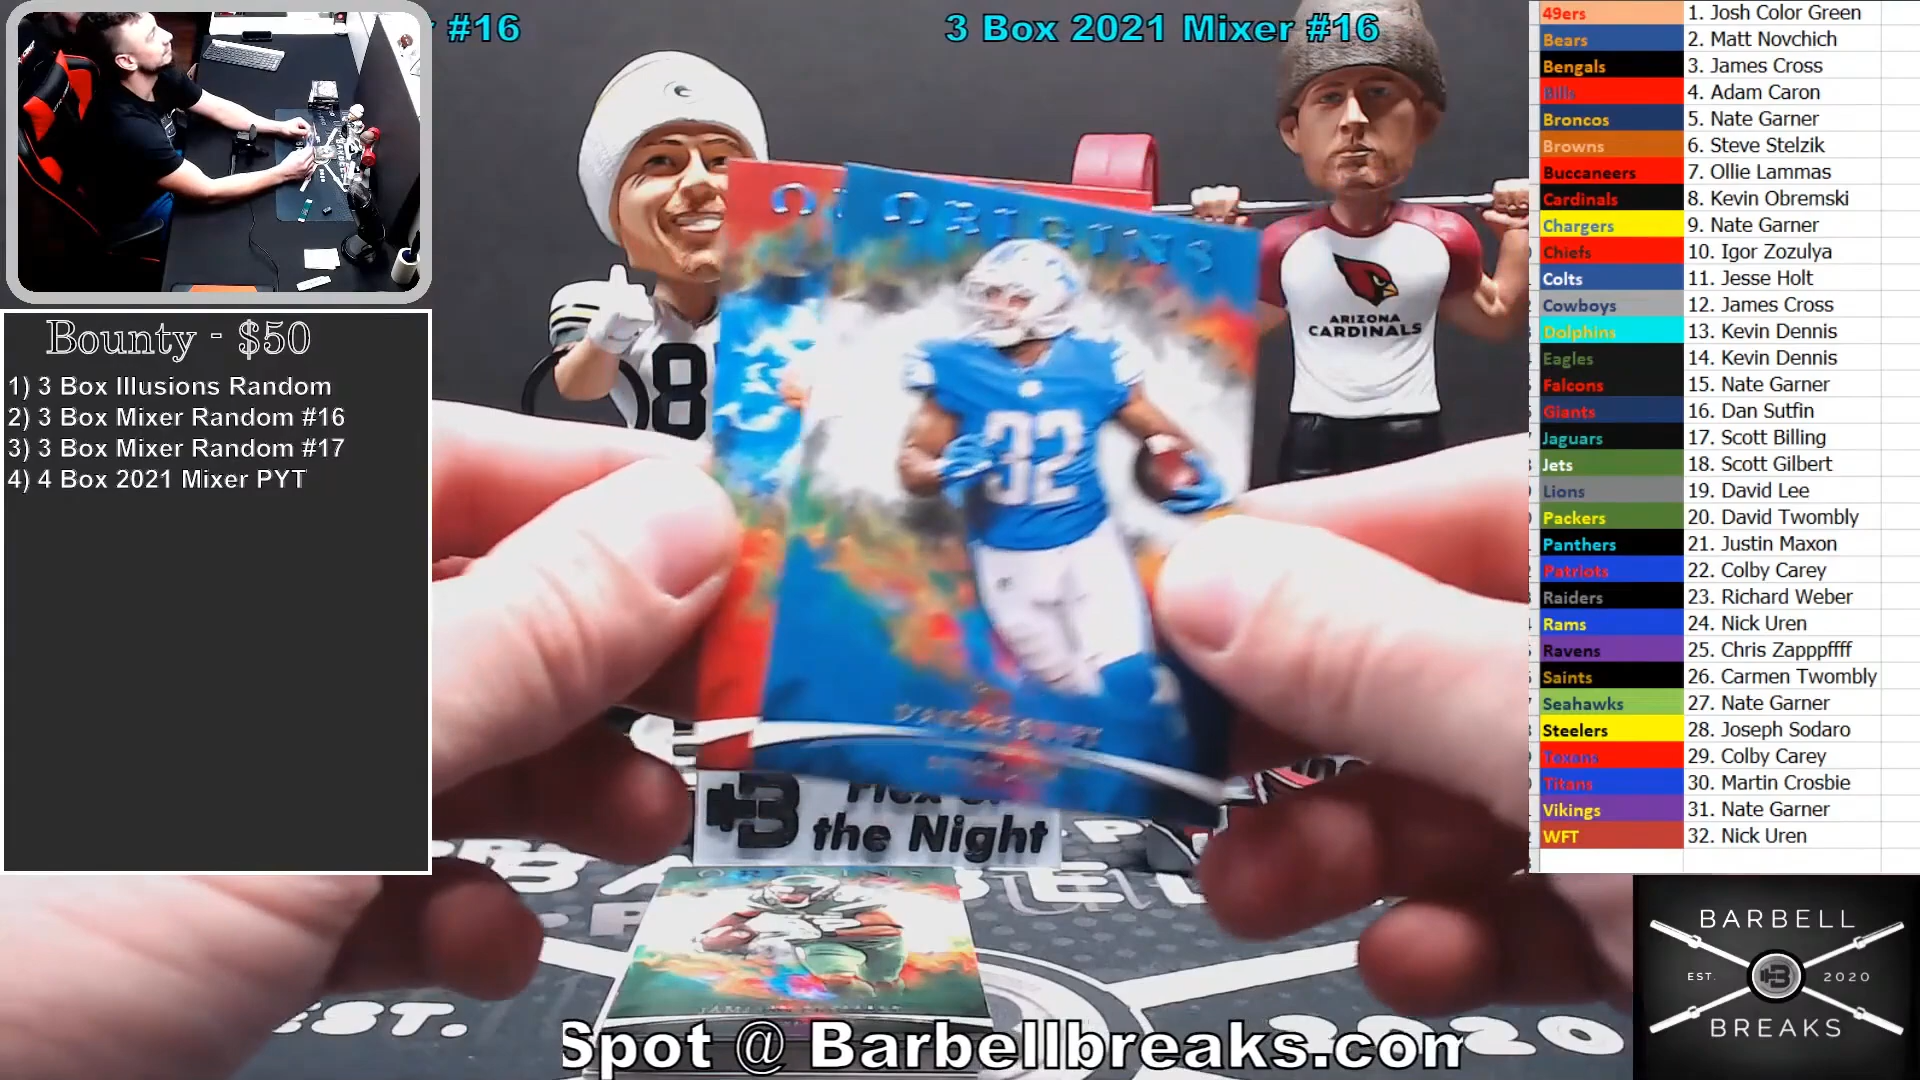 #16
3 Box 2021 Mixer #16
Bounty - $50
1) 3 Box Illusions Random
2) 3 Box Mixer Random #16
3) 3 Box Mixer Random #17
4) 4 Box 2021 Mixer PYT
ORIGINS
32
D'ANDRE SWIFT
8
ARIZONA
CARDINALS
the Night
EST.
2020
Spot @ Barbellbreaks.com
49ers 1. Josh Color Green
Bears 2. Matt Novchich
Bengals 3. James Cross
Bills 4. Adam Caron
Broncos 5. Nate Garner
Browns 6. Steve Stelzik
Buccaneers 7. Ollie Lammas
Cardinals 8. Kevin Obremski
Chargers 9. Nate Garner
Chiefs 10. Igor Zozulya
Colts 11. Jesse Holt
Cowboys 12. James Cross
Dolphins 13. Kevin Dennis
Eagles 14. Kevin Dennis
Falcons 15. Nate Garner
Giants 16. Dan Sutfin
Jaguars 17. Scott Billing
Jets 18. Scott Gilbert
Lions 19. David Lee
Packers 20. David Twombly
Panthers 21. Justin Maxon
Patriots 22. Colby Carey
Raiders 23. Richard Weber
Rams 24. Nick Uren
Ravens 25. Chris Zapppffff
Saints 26. Carmen Twombly
Seahawks 27. Nate Garner
Steelers 28. Joseph Sodaro
Texans 29. Colby Carey
Titans 30. Martin Crosbie
Vikings 31. Nate Garner
WFT 32. Nick Uren
BARBELL
EST. B 2020
BREAKS